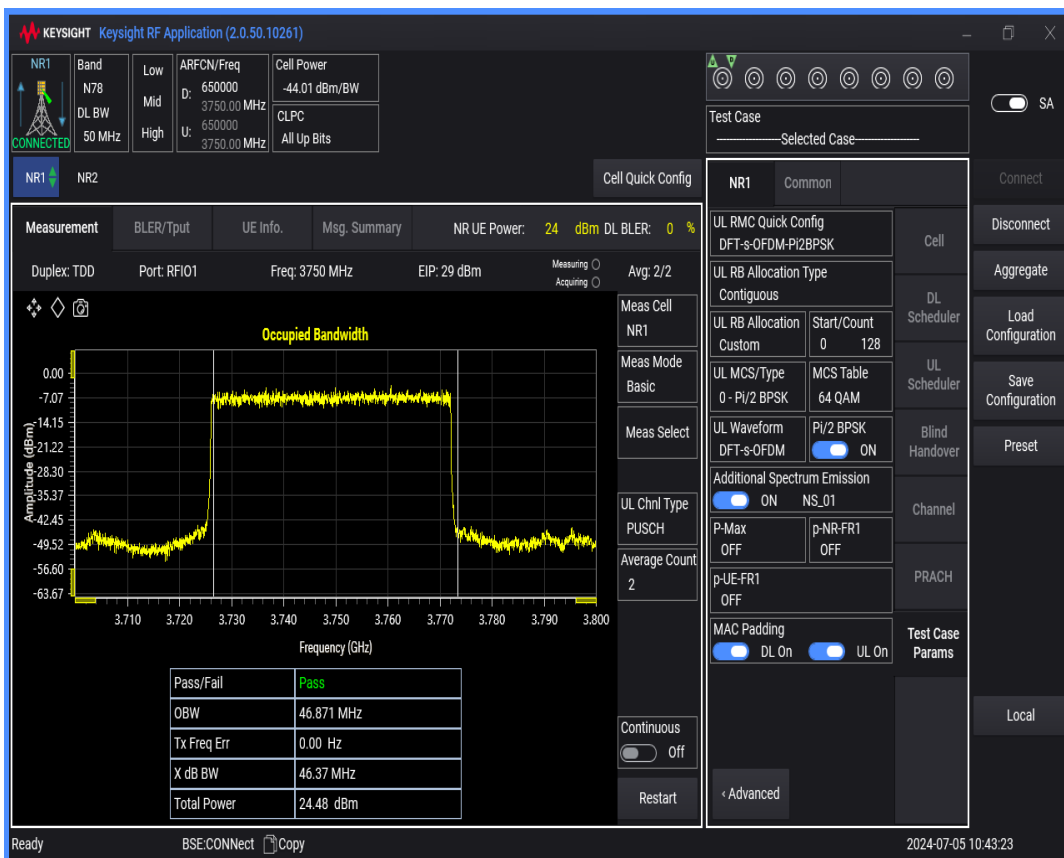 KEYSIGHT Keysight RF Application (2.0.50.10261)
NR1
CONNECTED
Band
N78
DL BW
50 MHz
Low
Mid
High
ARFCN/Freq
D: 650000
3750.00 MHz
U: 650000
3750.00 MHz
Cell Power
-44.01 dBm/BW
CLPC
All Up Bits
Test Case
Selected Case
SA
NR1 NR2 Cell Quick Config
Measurement BLER/Tput UE Info. Msg. Summary NR UE Power: 24 dBm DL BLER: 0 %
Duplex: TDD Port: RFIO1 Freq: 3750 MHz EIP: 29 dBm Measuring Avg: 2/2
Acquiring
Occupied Bandwidth
Amplitude (dBm)
0.00
-7.07
-14.15
-21.22
-28.30
-35.37
-42.45
-49.52
-56.60
-63.67
3.710 3.720 3.730 3.740 3.750 3.760 3.770 3.780 3.790 3.800
Frequency (GHz)
Pass/Fail Pass
OBW 46.871 MHz
Tx Freq Err 0.00 Hz
X dB BW 46.37 MHz
Total Power 24.48 dBm
Meas Cell
NR1
Meas Mode
Basic
Meas Select
UL Chnl Type
PUSCH
Average Count
2
Continuous
Off
Restart
NR1 Common
UL RMC Quick Config
DFT-s-OFDM-Pi2BPSK
UL RB Allocation Type
Contiguous
UL RB Allocation
Custom
Start/Count
0 128
UL MCS/Type
0 - Pi/2 BPSK
MCS Table
64 QAM
UL Waveform
DFT-s-OFDM
Pi/2 BPSK
ON
Additional Spectrum Emission
ON NS_01
P-Max
OFF
p-NR-FR1
OFF
p-UE-FR1
OFF
MAC Padding
DL On UL On
‹ Advanced
Cell
DL
Scheduler
UL
Scheduler
Blind
Handover
Channel
PRACH
Test Case
Params
Connect
Disconnect
Aggregate
Load
Configuration
Save
Configuration
Preset
Local
Ready BSE:CONNect Copy 2024-07-05 10:43:23